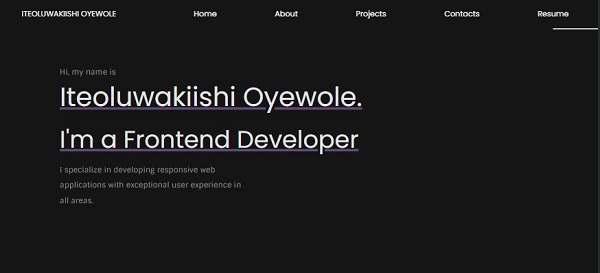 ITEOLUWAKIISHI OYEWOLE Home About Projects Contacts Resume
Hi, my name is
Iteoluwakiishi Oyewole.
I'm a Frontend Developer
I specialize in developing responsive web
applications with exceptional user experience in
all areas.